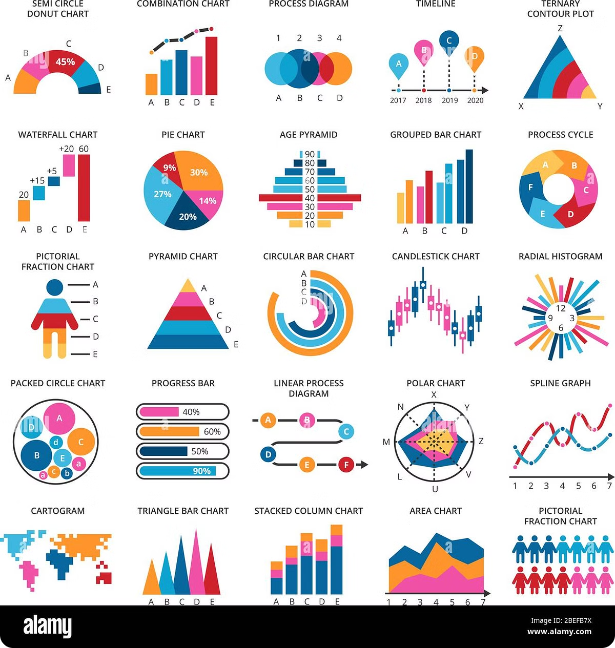 SEMI CIRCLE
DONUT CHART
A
B
C
D
E
45%
COMBINATION CHART
A B C D E
PROCESS DIAGRAM
1 2 3 4
A B C D
TIMELINE
A B C D
2017 2018 2019 2020
TERNARY
CONTOUR PLOT
Z
X Y
WATERFALL CHART
20
+15
+5
+20
60
A B C D E
PIE CHART
9%
30%
27%
14%
20%
AGE PYRAMID
90
80
70
60
50
40
30
20
10
GROUPED BAR CHART
A B C D
PROCESS CYCLE
A
B
C
D
E
F
PICTORIAL
FRACTION CHART
A
B
C
D
E
PYRAMID CHART
A
B
C
D
E
CIRCULAR BAR CHART
A
B
C
D
CANDLESTICK CHART
RADIAL HISTOGRAM
12
9 3
6
PACKED CIRCLE CHART
A
D
d
C
B
E
a
a
c
b
PROGRESS BAR
40%
60%
50%
90%
LINEAR PROCESS
DIAGRAM
A B
C
D
E F
POLAR CHART
X
N Y
M Z
L V
U
SPLINE GRAPH
1 2 3 4 5 6 7
CARTOGRAM
TRIANGLE BAR CHART
A B C D E
STACKED COLUMN CHART
A B C D E
AREA CHART
1 2 3 4 5 6 7
PICTORIAL
FRACTION CHART
alamy
Image ID: 2BEFB7X
www.alamy.com